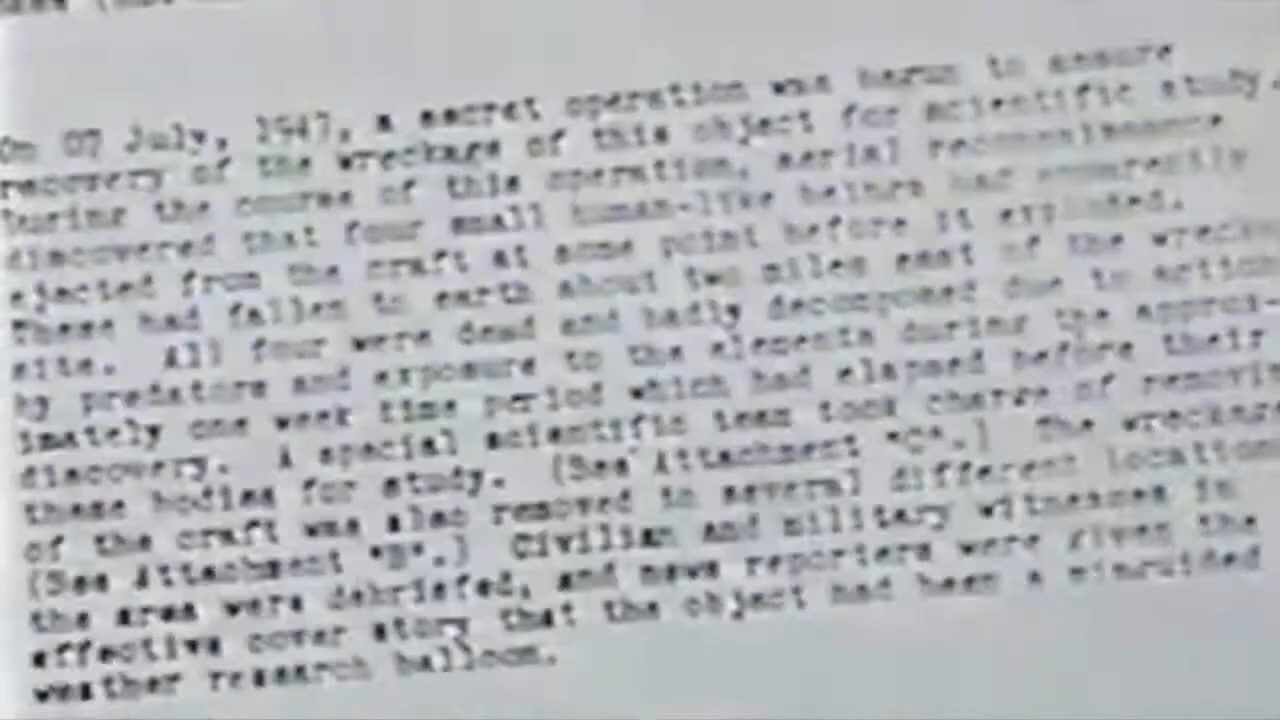 On 07 July, 1947, a secret operation was begun to assure
recovery of the wreckage of this object for scientific study.
During the course of this operation, aerial reconnaissance
discovered that four small human-like beings had apparently
ejected from the craft at some point before it exploded.
These had fallen to earth about two miles east of the wreckag
site. All four were dead and badly decomposed due to action
by predators and exposure to the elements during the approx-
imately one week time period which had elapsed before their
discovery. A special scientific team took charge of removin
these bodies for study. (See Attachment "C".) The wreckage
of the craft was also removed to several different locations
(See Attachment "B".) Civilian and military witnesses in
the area were debriefed, and news reporters were given the
effective cover story that the object had been a misguided
weather research balloon.